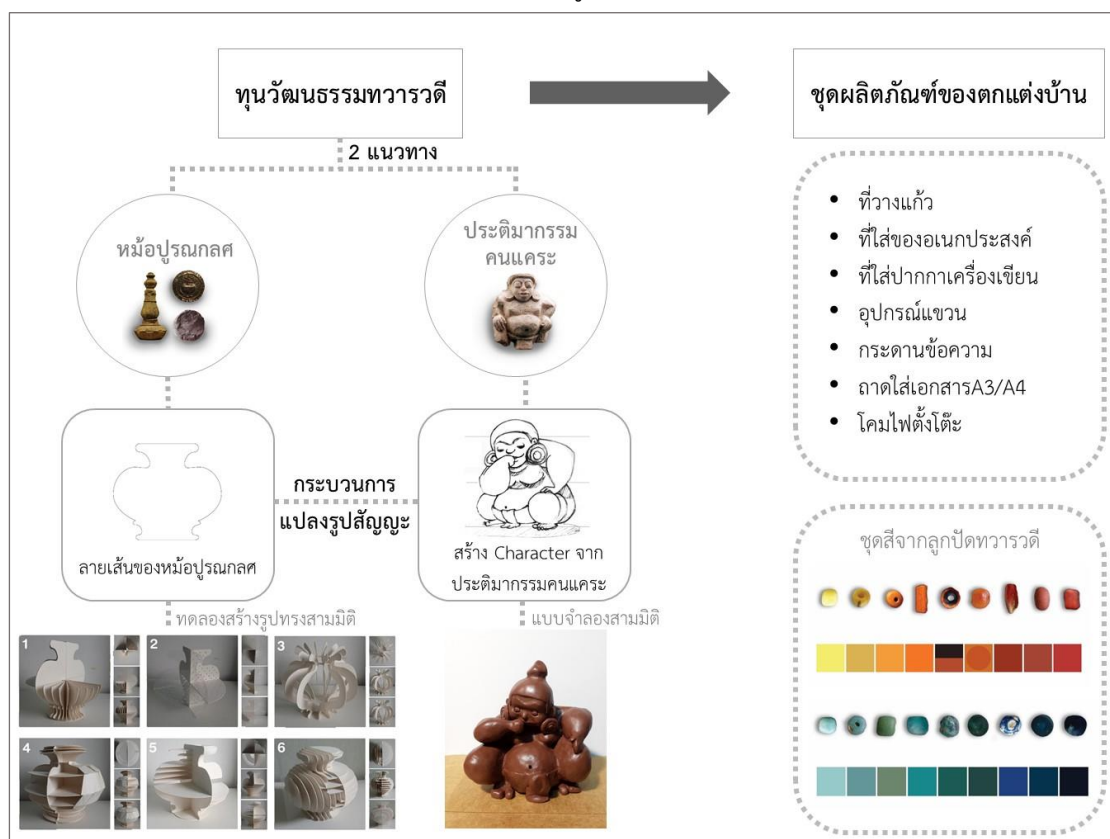 ทุนวัฒนธรรมทวารวดี
ชุดผลิตภัณฑ์ของตกแต่งบ้าน
2 แนวทาง
หม้อปูรณกลศ
ประติมากรรม
คนแคระ
• ที่วางแก้ว
• ที่ใส่ของอเนกประสงค์
• ที่ใส่ปากกาเครื่องเขียน
• อุปกรณ์แขวน
• กระดานข้อความ
• ถาดใส่เอกสารA3/A4
• โคมไฟตั้งโต๊ะ
ลายเส้นของหม้อปูรณกลศ
กระบวนการ
แปลงรูปสัญญะ
สร้าง Character จาก
ประติมากรรมคนแคระ
ชุดสีจากลูกปัดทวารวดี
ทดลองสร้างรูปทรงสามมิติ
แบบจำลองสามมิติ
1
2
3
4
5
6